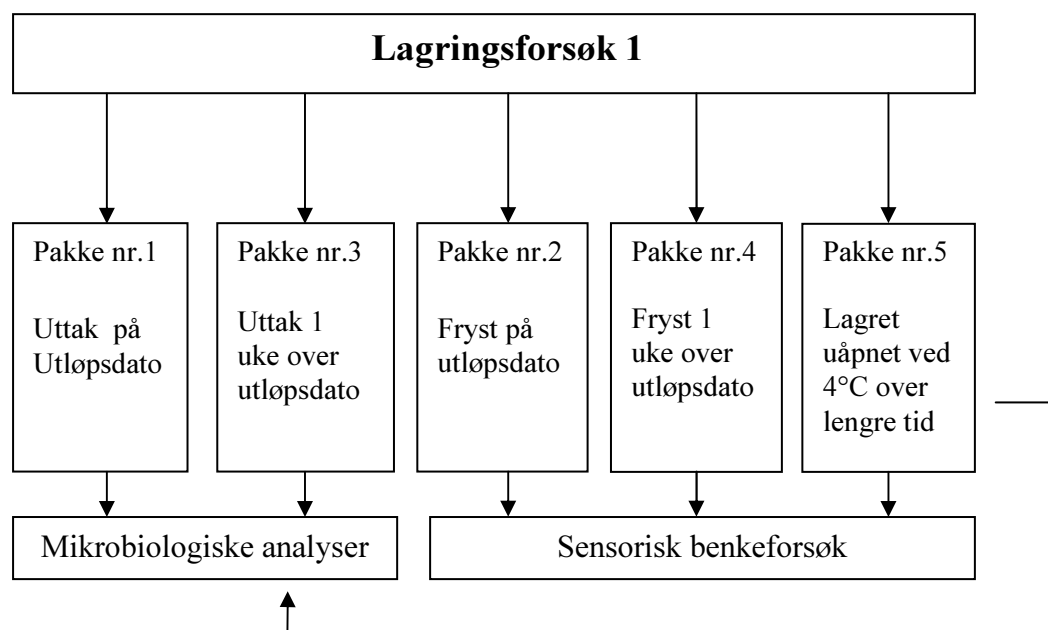 Lagringsforsøk 1
Pakke nr.1
Uttak på
Utløpsdato
Pakke nr.3
Uttak 1
uke over
utløpsdato
Pakke nr.2
Fryst på
utløpsdato
Pakke nr.4
Fryst 1
uke over
utløpsdato
Pakke nr.5
Lagret
uåpnet ved
4°C over
lengre tid
Mikrobiologiske analyser
Sensorisk benkeforsøk